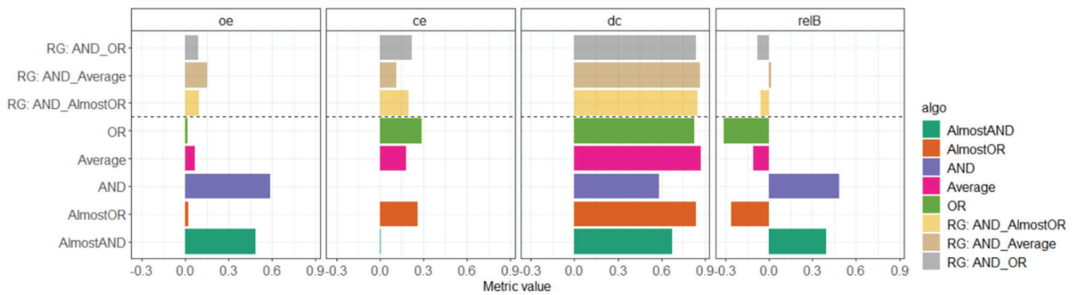 oe ce dc relB
RG: AND_OR
RG: AND_Average
RG: AND_AlmostOR
OR
Average
AND
AlmostOR
AlmostAND
-0.3 0.0 0.3 0.6 0.9 -0.3 0.0 0.3 0.6 0.9 -0.3 0.0 0.3 0.6 0.9 -0.3 0.0 0.3 0.6 0.9
Metric value
algo
AlmostAND
AlmostOR
AND
Average
OR
RG: AND_AlmostOR
RG: AND_Average
RG: AND_OR